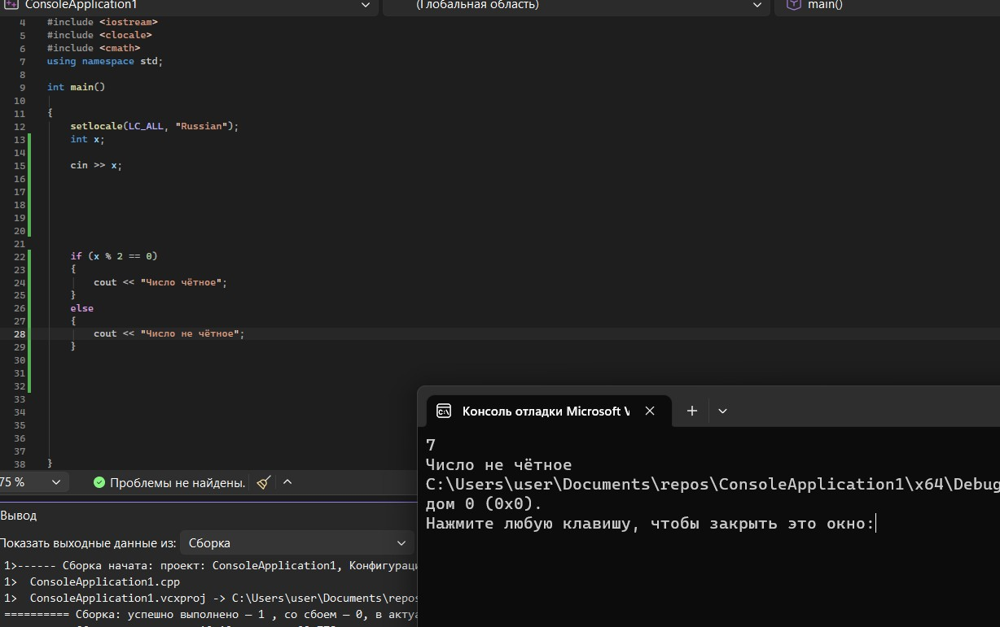 ConsoleApplication1 (Глобальная область) main()
4 #include <iostream>
5 #include <clocale>
6 #include <cmath>
7 using namespace std;
8
9 int main()
10
11 {
12 setlocale(LC_ALL, "Russian");
13 int x;
14
15 cin >> x;
16
17
18
19
20
21
22 if (x % 2 == 0)
23 {
24 cout << "Число чётное";
25 }
26 else
27 {
28 cout << "Число не чётное";
29 }
30
31
32
33
34
35
36
37
38 }
75 % Проблемы не найдены.
Вывод
Показать выходные данные из: Сборка
1>------ Сборка начата: проект: ConsoleApplication1, Конфигураци
1> ConsoleApplication1.cpp
1> ConsoleApplication1.vcxproj -> C:\Users\user\Documents\repos
========== Сборка: успешно выполнено — 1 , со сбоем — 0, в акту
Консоль отладки Microsoft V
7
Число не чётное
C:\Users\user\Documents\repos\ConsoleApplication1\x64\Debug
дом 0 (0x0).
Нажмите любую клавишу, чтобы закрыть это окно: